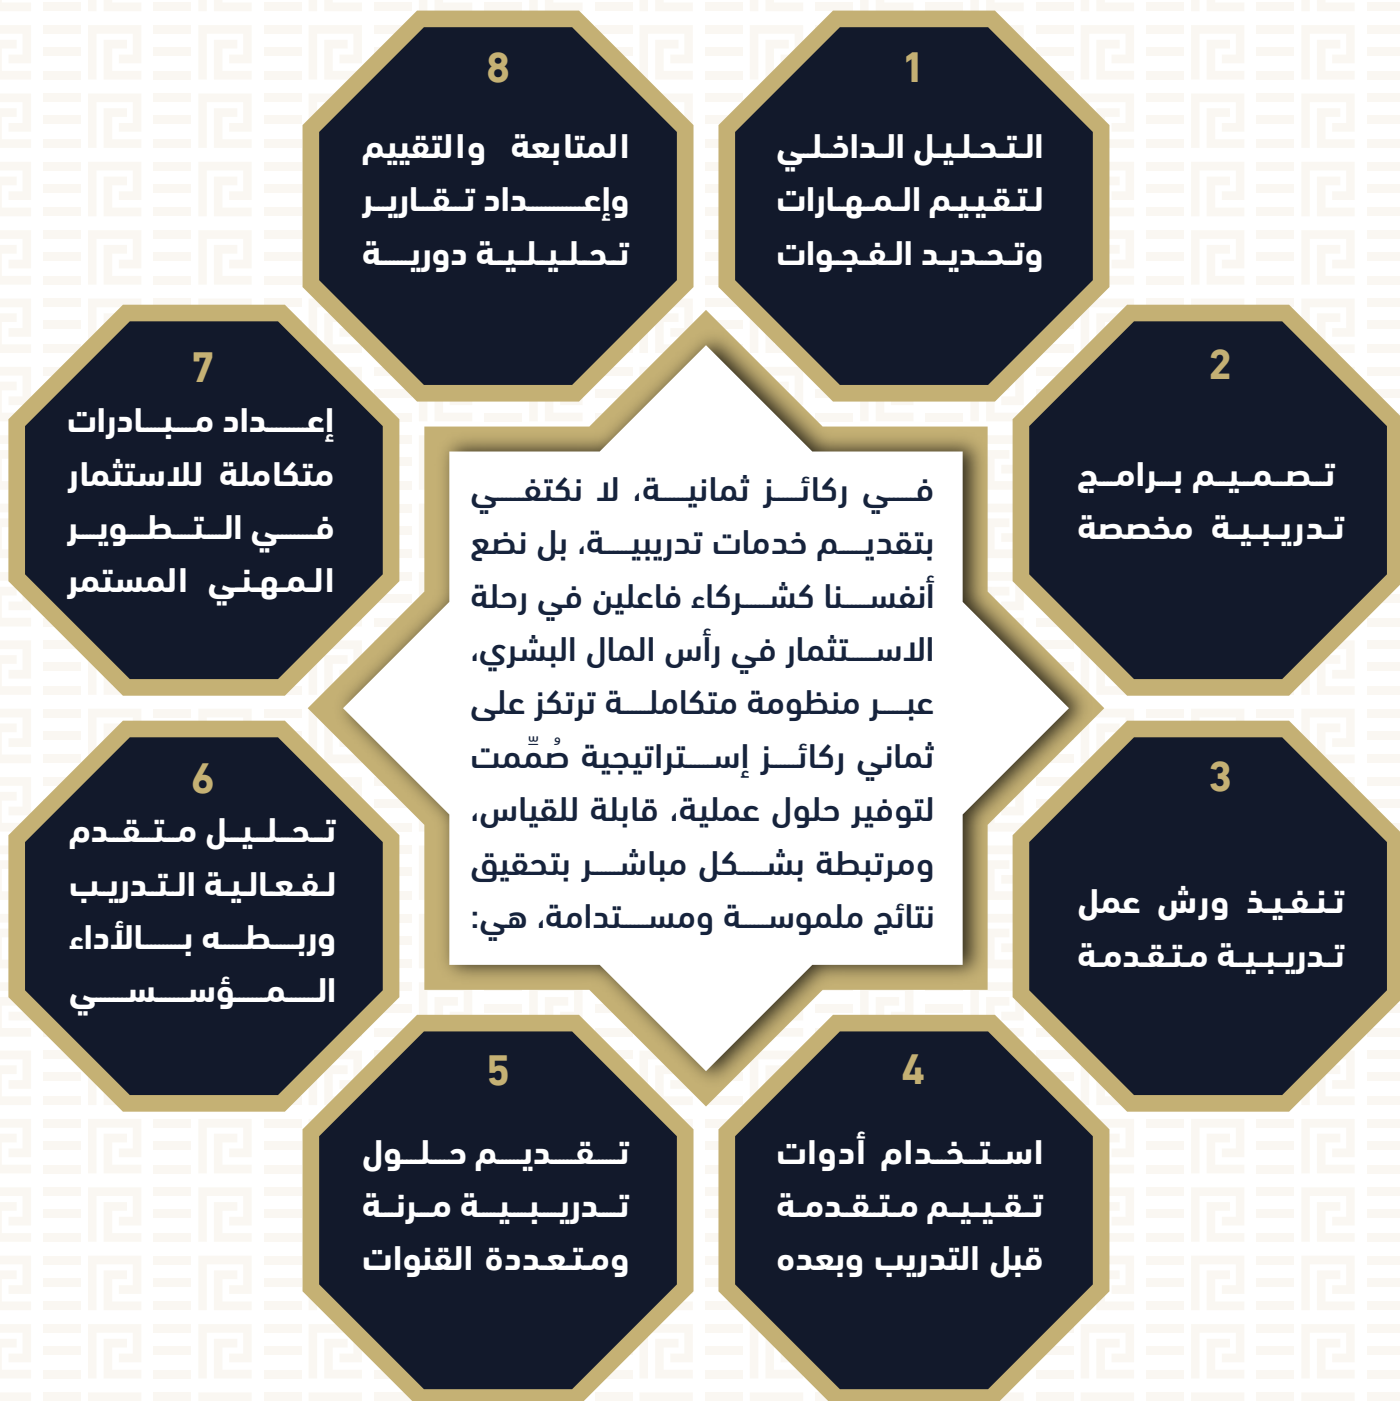 في ركائز ثمانية، لا نكتفي
بتقديم خدمات تدريبية، بل نضع
أنفسنا كشركاء فاعلين في رحلة
الاستثمار في رأس المال البشري،
عبر منظومة متكاملة ترتكز على
ثماني ركائز إستراتيجية صُمِّمت
لتوفير حلول عملية، قابلة للقياس،
ومرتبطة بشكل مباشر بتحقيق
نتائج ملموسة ومستدامة، هي:
1
التحليل الداخلي
لتقييم المهارات
وتحديد الفجوات
2
تصميم برامج
تدريبية مخصصة
3
تنفيذ ورش عمل
تدريبية متقدمة
4
استخدام أدوات
تقييم متقدمة
قبل التدريب وبعده
5
تقديم حلول
تدريبية مرنة
ومتعددة القنوات
6
تحليل متقدم
لفعالية التدريب
وربطه بالأداء
المؤسسي
7
إعداد مبادرات
متكاملة للاستثمار
في التطوير
المهني المستمر
8
المتابعة والتقييم
وإعداد تقارير
تحليلية دورية